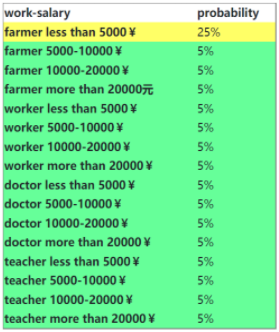 work-salary probability
farmer less than 5000¥ 25%
farmer 5000-10000¥ 5%
farmer 10000-20000¥ 5%
farmer more than 20000元 5%
worker less than 5000¥ 5%
worker 5000-10000¥ 5%
worker 10000-20000¥ 5%
worker more than 20000¥ 5%
doctor less than 5000¥ 5%
doctor 5000-10000¥ 5%
doctor 10000-20000¥ 5%
doctor more than 20000¥ 5%
teacher less than 5000¥ 5%
teacher 5000-10000¥ 5%
teacher 10000-20000¥ 5%
teacher more than 20000¥ 5%